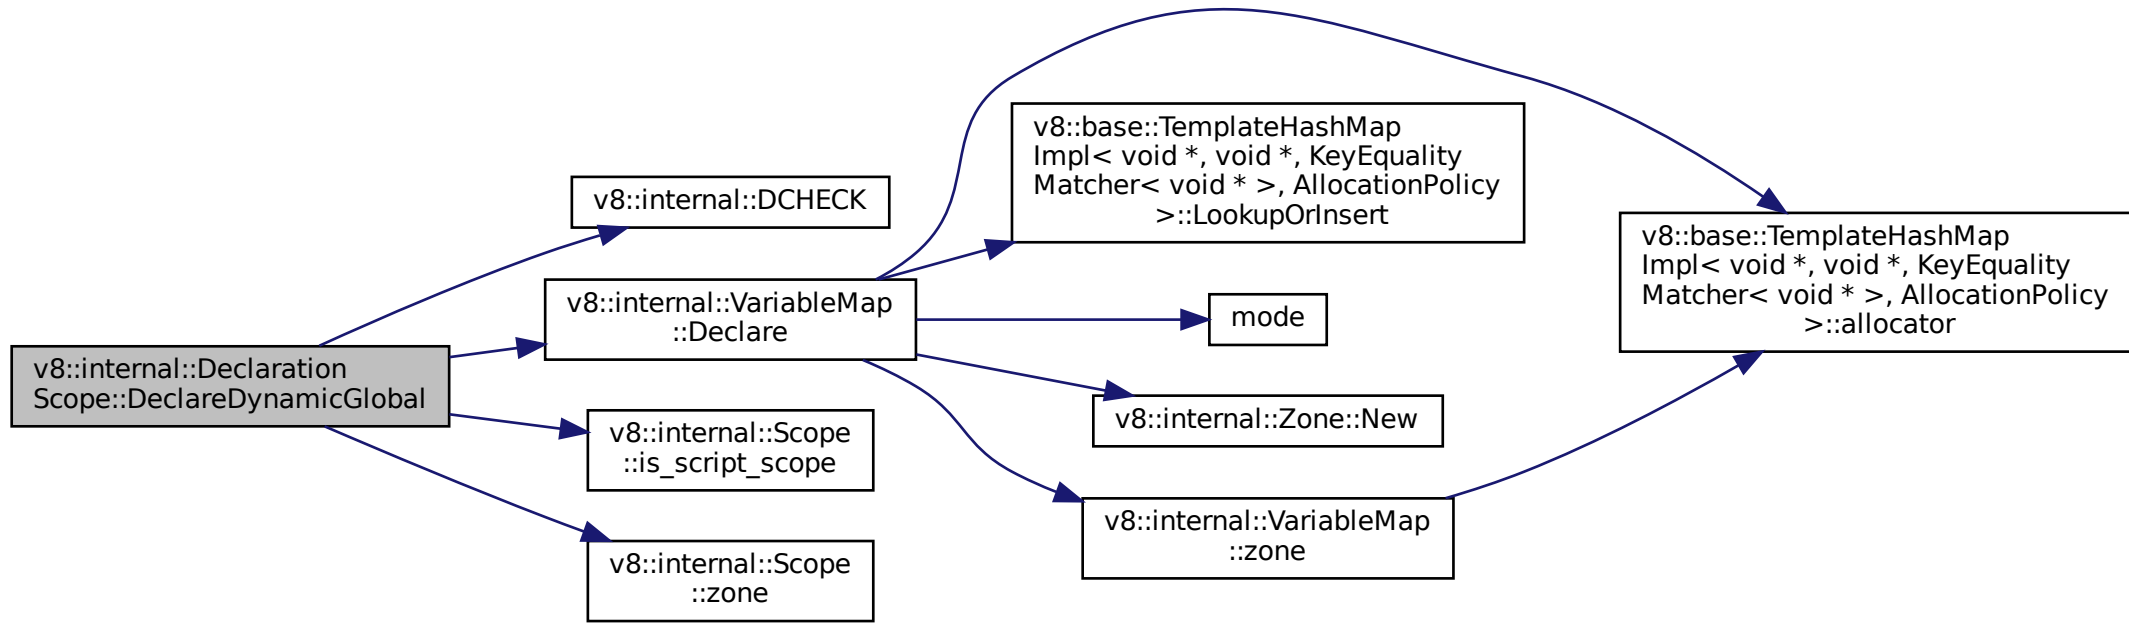 v8::internal::Declaration
Scope::DeclareDynamicGlobal
v8::internal::DCHECK
v8::internal::VariableMap
::Declare
v8::internal::Scope
::is_script_scope
v8::internal::Scope
::zone
v8::base::TemplateHashMap
Impl< void *, void *, KeyEquality
Matcher< void * >, AllocationPolicy
>::LookupOrInsert
mode
v8::internal::Zone::New
v8::internal::VariableMap
::zone
v8::base::TemplateHashMap
Impl< void *, void *, KeyEquality
Matcher< void * >, AllocationPolicy
>::allocator